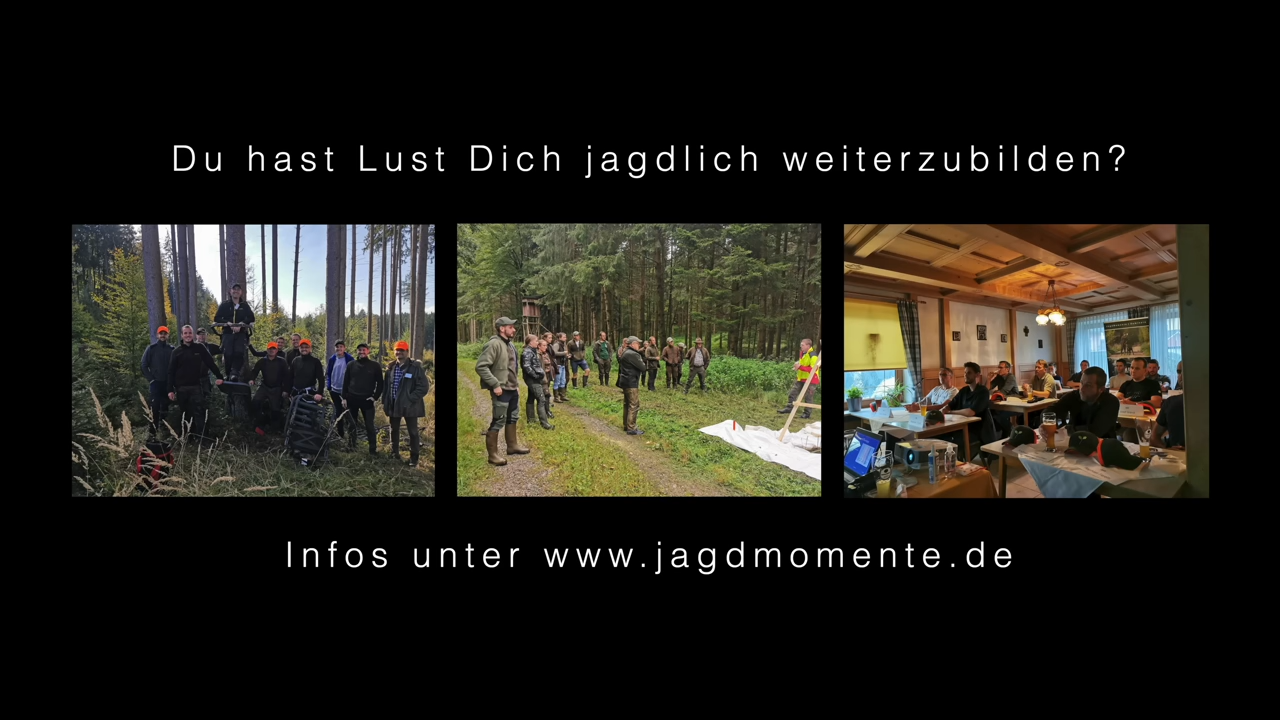 Du hast Lust Dich jagdlich weiterzubilden?
Infos unter www.jagdmomente.de